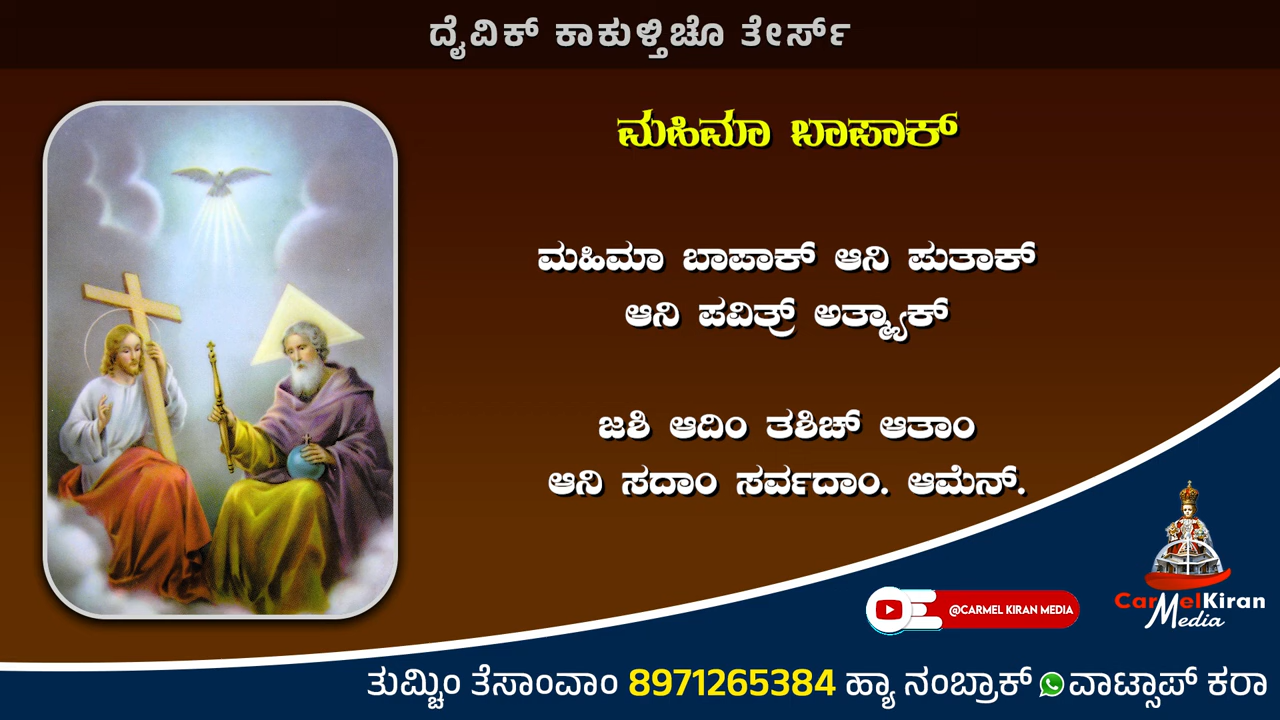 ದೈವಿಕ್ ಕಾಕುಳ್ತಿಚೊ ತೇರ್ಸ್
ಮಹಿಮಾ ಬಾಪಾಕ್
ಮಹಿಮಾ ಬಾಪಾಕ್ ಆನಿ ಪುತಾಕ್
ಆನಿ ಪವಿತ್ರ್ ಅತ್ಮ್ಯಾಕ್
ಜಶಿ ಆದಿಂ ತಶಿಚ್ ಆತಾಂ
ಆನಿ ಸದಾಂ ಸರ್ವದಾಂ. ಆಮೆನ್.
@CARMEL KIRAN MEDIA
CarMelKiran
Media
ತುಮ್ಚಿಂ ತೆಸಾಂವಾಂ 8971265384 ಹ್ಯಾ ನಂಬ್ರಾಕ್ ವಾಟ್ಸಾಪ್ ಕರಾ